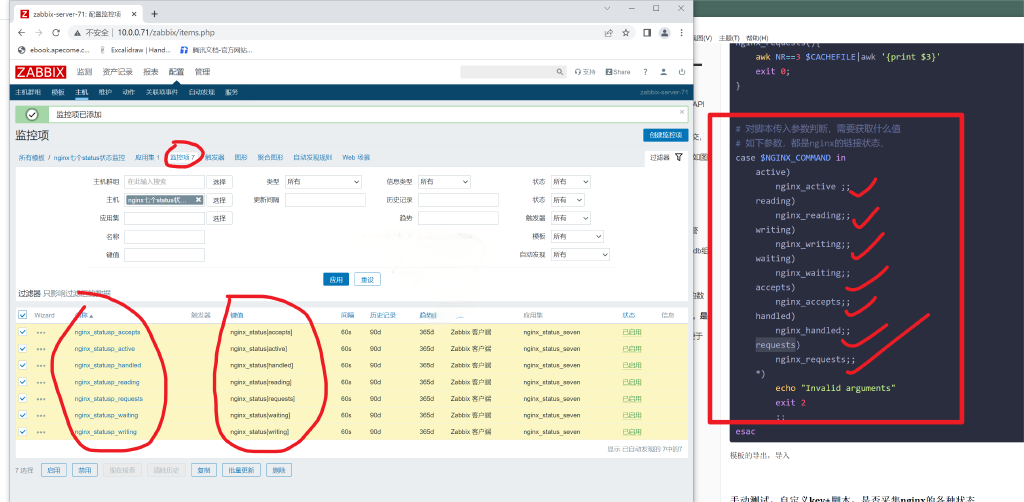 zabbix-server-71: 配置监控项
不安全 | 10.0.0.71/zabbix/items.php
ebook.apecome.c...
Excalidraw | Hand...
腾讯文档-官方网站...
ZABBIX 监测 资产记录 报表 配置 管理
支持 Share ?
主机群组 模板 主机 维护 动作 关联项事件 自动发现 服务
zabbix-server-71
监控项已添加
监控项
创建监控项
所有模板 / nginx七个status状态监控 应用集 1 监控项 7 触发器 图形 聚合图形 自动发现规则 Web 场景
过滤器
主机群组 在此输入搜索 选择 类型 所有 信息类型 所有 状态 所有
主机 nginx七个status状... 选择 更新间隔 历史记录 状态 所有
应用集 选择 趋势 触发器 所有
名称 模板 所有
键值 自动发现 所有
应用 重设
过滤器 只影响过滤后的数据
Wizard 名称 触发器 键值 间隔 历史记录 趋势 应用集 状态 信息
nginx_statusp_accepts nginx_status[accepts] 60s 90d 365d Zabbix 客户端 nginx_status_seven 已启用
nginx_statusp_active nginx_status[active] 60s 90d 365d Zabbix 客户端 nginx_status_seven 已启用
nginx_statusp_handled nginx_status[handled] 60s 90d 365d Zabbix 客户端 nginx_status_seven 已启用
nginx_statusp_reading nginx_status[reading] 60s 90d 365d Zabbix 客户端 nginx_status_seven 已启用
nginx_statusp_requests nginx_status[requests] 60s 90d 365d Zabbix 客户端 nginx_status_seven 已启用
nginx_statusp_waiting nginx_status[waiting] 60s 90d 365d Zabbix 客户端 nginx_status_seven 已启用
nginx_statusp_writing nginx_status[writing] 60s 90d 365d Zabbix 客户端 nginx_status_seven 已启用
显示 已自动发现的 7中的7
7 选择 启用 禁用 清除历史 复制 批量更新 删除
视图(V) 主题(T) 帮助(H)
nginx_requests(){
awk NR==3 $CACHEFILE|awk '{print $3}'
exit 0;
}
# 对脚本传入参数判断，需要获取什么值
# 如下参数，都是nginx的链接状态，
case $NGINX_COMMAND in
active)
nginx_active ;;
reading)
nginx_reading;;
writing)
nginx_writing;;
waiting)
nginx_waiting;;
accepts)
nginx_accepts;;
handled)
nginx_handled;;
requests)
nginx_requests;;
*)
echo "Invalid arguments"
exit 2
;;
esac
模板的导出，导入
手动测试，自定义key+脚本，是否采集nginx的各种状态